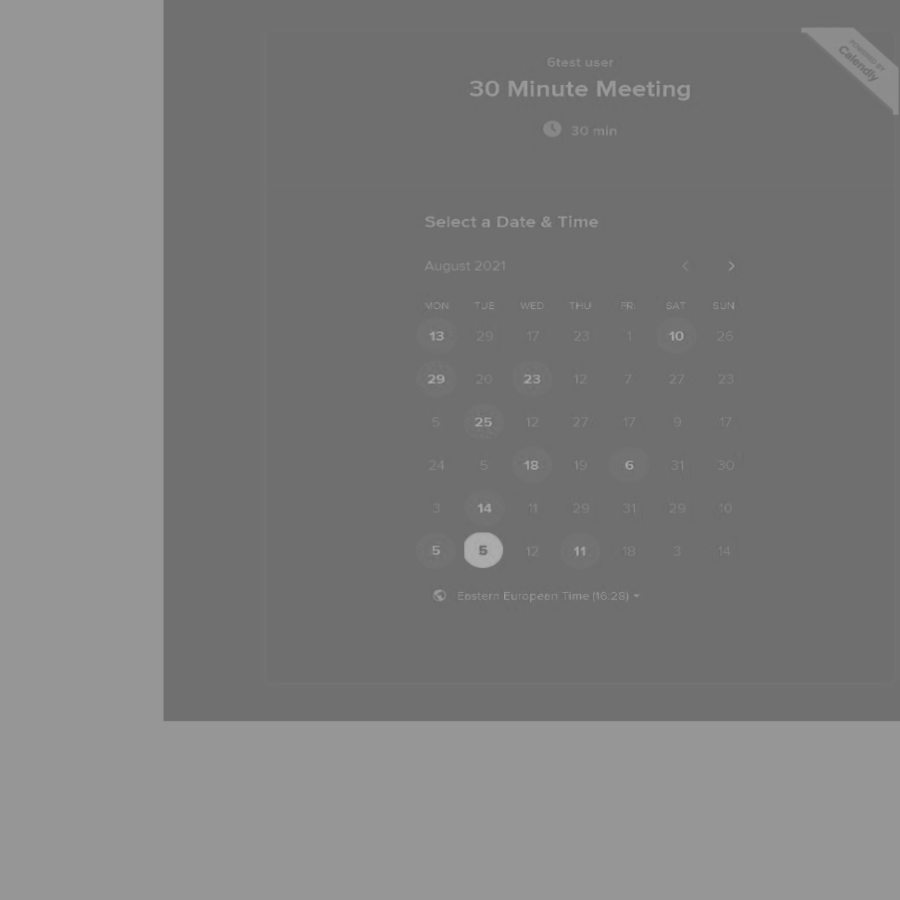 POWERED BY
Calendly
6test user
30 Minute Meeting
30 min
Select a Date & Time
August 2021
MON TUE WED THU FRI SAT SUN
13 29 17 23 1 10 26
29 20 23 12 7 27 23
5 25 12 27 17 9 17
24 5 18 19 6 31 30
3 14 11 29 31 29 10
5 5 12 11 18 3 14
Eastern European Time (16:28)